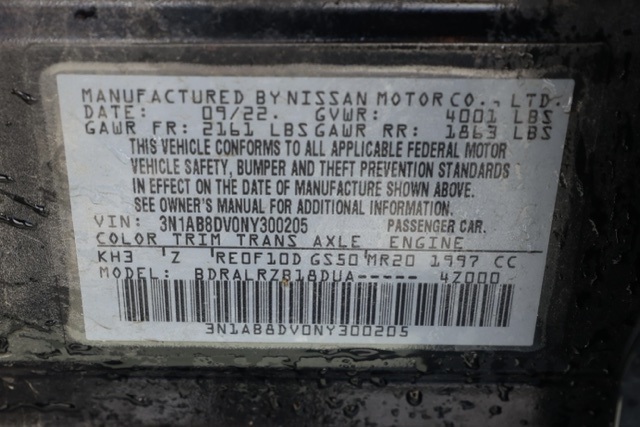 MANUFACTURED BY NISSAN MOTOR CO., LTD.
DATE: 09/22. GVWR: 4001 LBS
GAWR FR: 2161 LBS GAWR RR: 1863 LBS
THIS VEHICLE CONFORMS TO ALL APPLICABLE FEDERAL MOTOR
VEHICLE SAFETY, BUMPER AND THEFT PREVENTION STANDARDS
IN EFFECT ON THE DATE OF MANUFACTURE SHOWN ABOVE.
SEE OWNER'S MANUAL FOR ADDITIONAL INFORMATION.
VIN: 3N1AB8DV0NY300205 PASSENGER CAR.
COLOR TRIM TRANS AXLE ENGINE
KH3 Z RE0F10D GS50 MR20 1997 CC
MODEL: BDRALRZB18DUA----- 4Z000
3N1AB8DV0NY300205